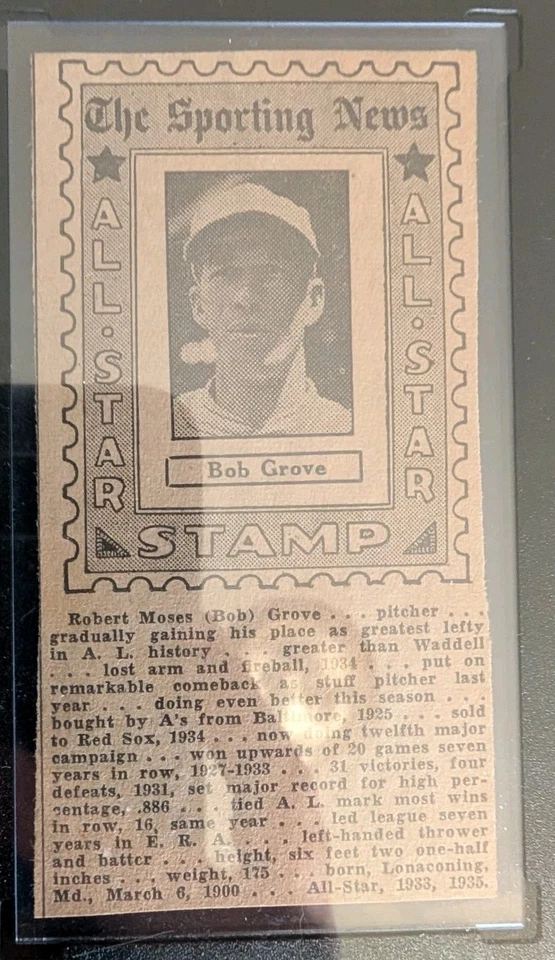 The Sporting News
ALL·STAR
ALL·STAR
Bob Grove
STAMP
Robert Moses (Bob) Grove . . . pitcher . . .
gradually gaining his place as greatest lefty
in A. L. history . . . greater than Waddell
. . . lost arm and fireball, 1934 . . . put on
remarkable comeback as stuff pitcher last
year . . . doing even better this season . . .
bought by A's from Baltimore, 1925 . . . sold
to Red Sox, 1934 . . . now doing twelfth major
campaign . . . won upwards of 20 games seven
years in row, 1927-1933 . . . 31 victories, four
defeats, 1931, set major record for high per-
centage, .886 . . . tied A. L. mark most wins
in row, 16, same year . . . led league seven
years in E. R. A. . . . left-handed thrower
and batter . . . height, six feet two one-half
inches . . . weight, 175 . . . born, Lonaconing,
Md., March 6, 1900 . . . All-Star, 1933, 1935.